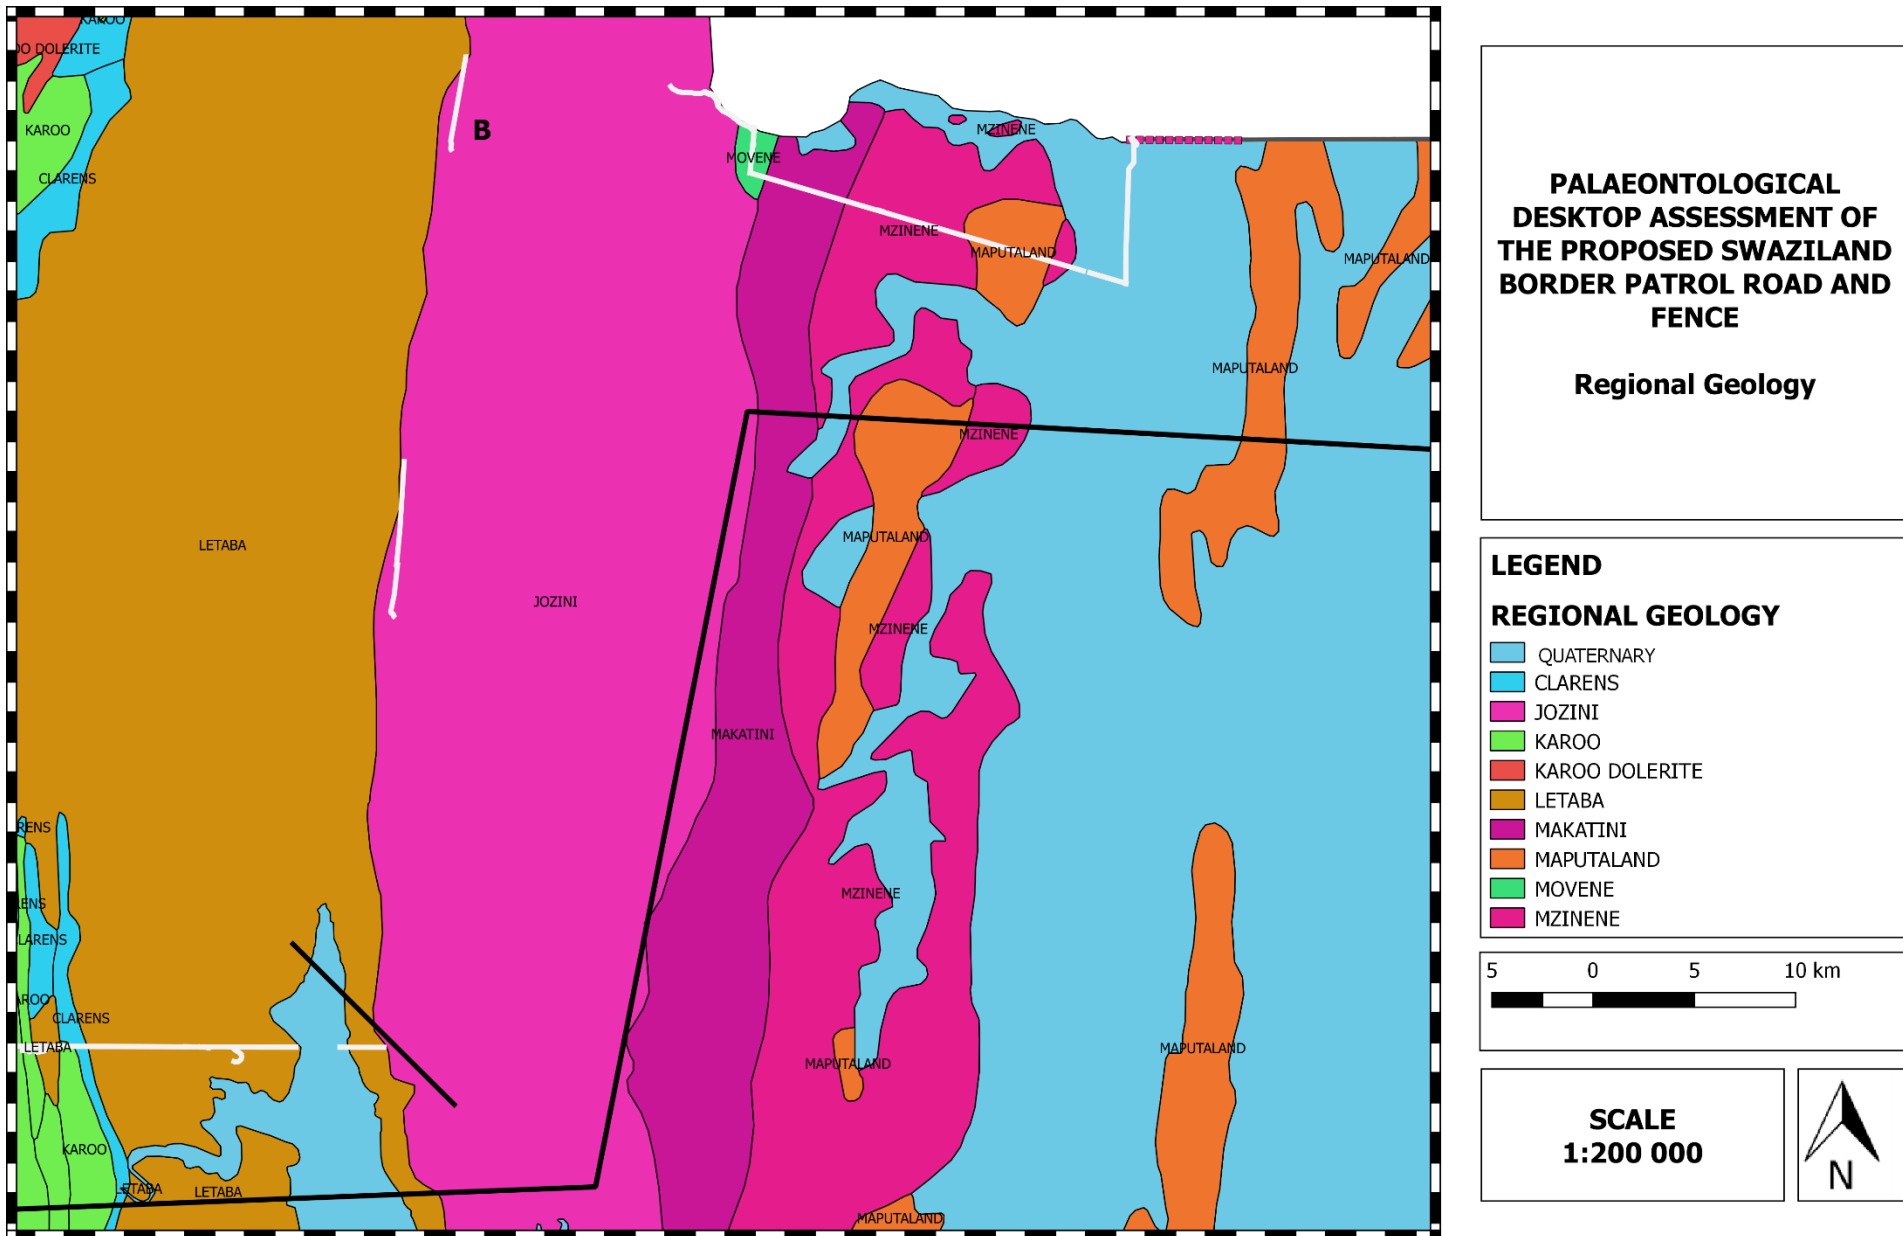 KAROO
OO DOLERITE
KAROO
CLARENS
B
MOVENE
MZINENE
MZINENE
MAPUTALAND
MAPUTALAND
MAPUTALAND
MZINENE
LETABA
MAPUTALAND
JOZINI
MZINENE
MAKATINI
RENS
MZINENE
ENS
LARENS
AROO
CLARENS
LETABA
MAPUTALAND
MAPUTALAND
KAROO
LETABA
LETABA
MAPUTALAND
PALAEONTOLOGICAL
DESKTOP ASSESSMENT OF
THE PROPOSED SWAZILAND
BORDER PATROL ROAD AND
FENCE
Regional Geology
LEGEND
REGIONAL GEOLOGY
QUATERNARY
CLARENS
JOZINI
KAROO
KAROO DOLERITE
LETABA
MAKATINI
MAPUTALAND
MOVENE
MZINENE
5 0 5 10 km
SCALE
1:200 000
N